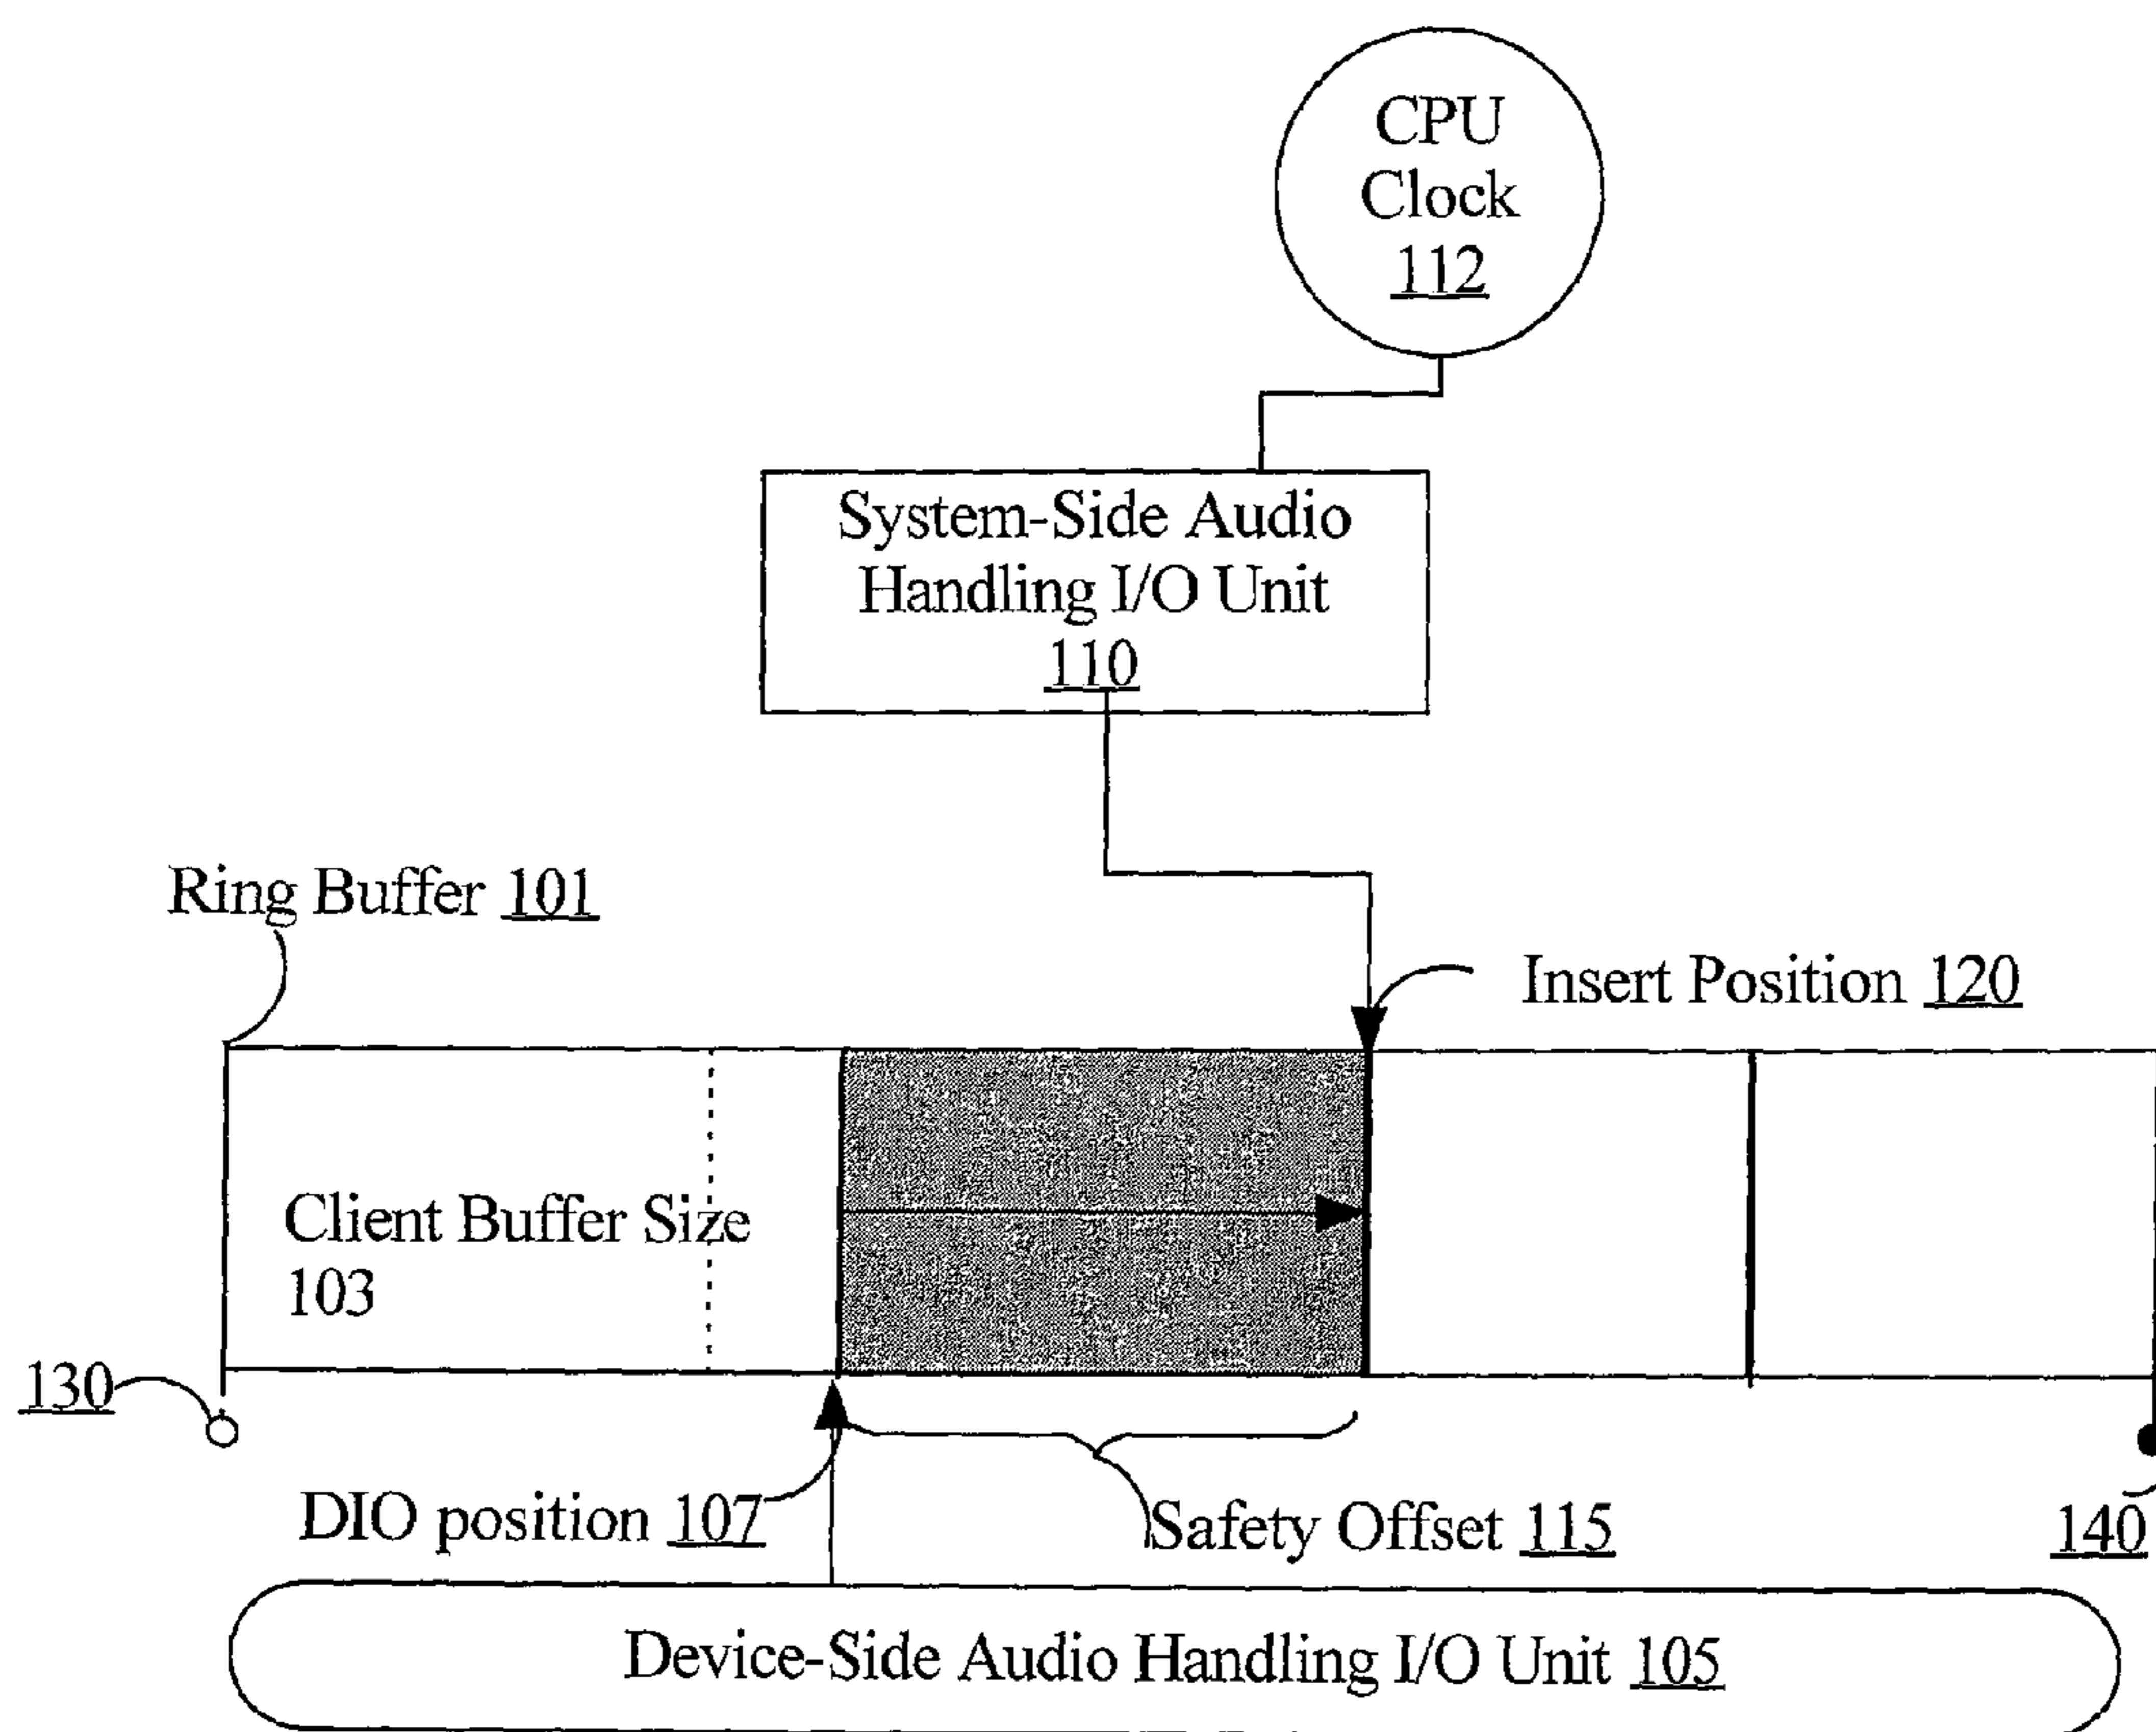 CPU
Clock
112
System-Side Audio
Handling I/O Unit
110
Ring Buffer 101
Insert Position 120
Client Buffer Size
103
130
DIO position 107
Safety Offset 115
140
Device-Side Audio Handling I/O Unit 105